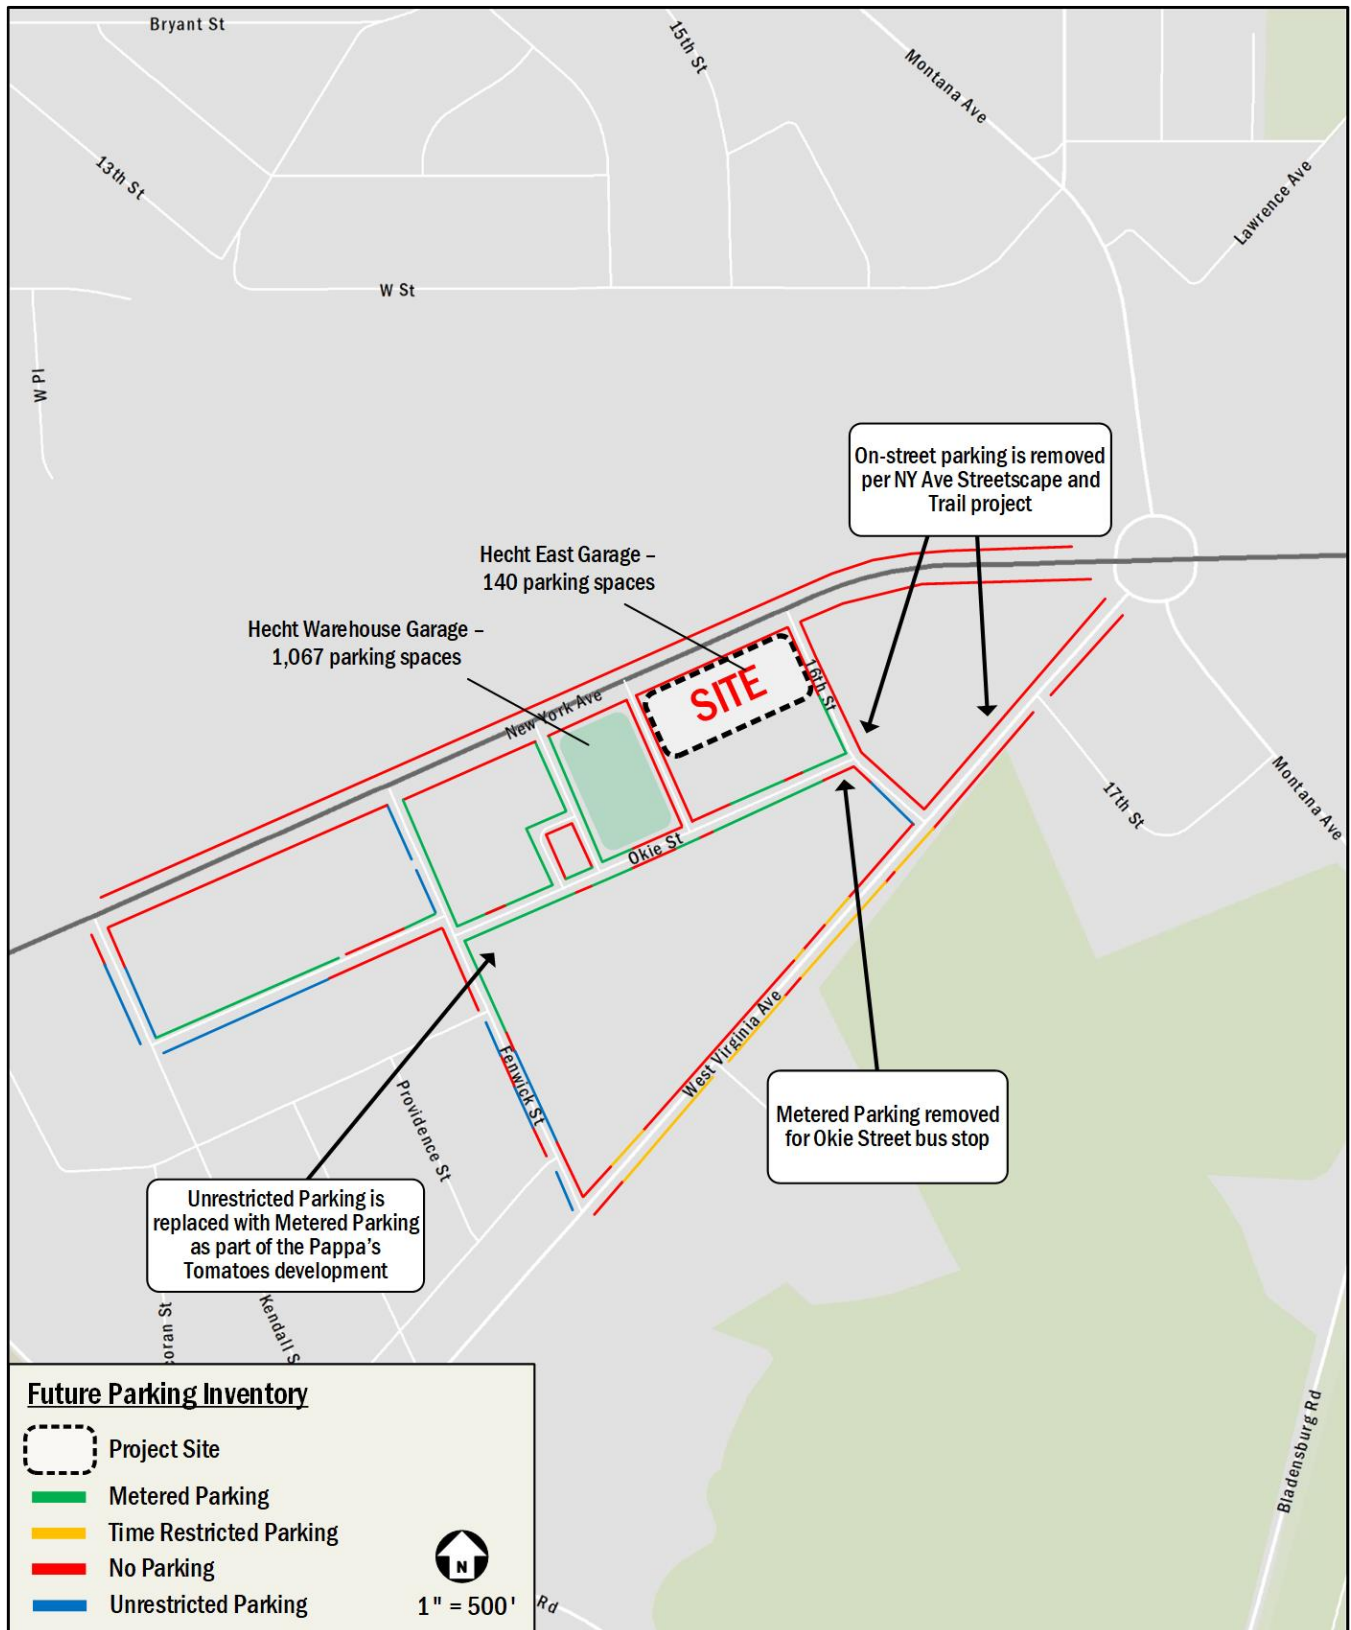 Bryant St
15th St
Montana Ave
13th St
Lawrence Ave
W St
W Pl
On-street parking is removed
per NY Ave Streetscape and
Trail project
Hecht East Garage –
140 parking spaces
Hecht Warehouse Garage –
1,067 parking spaces
SITE
16th St
New York Ave
Okie St
17th St
Montana Ave
West Virginia Ave
Fenwick St
Providence St
Metered Parking removed
for Okie Street bus stop
Unrestricted Parking is
replaced with Metered Parking
as part of the Pappa's
Tomatoes development
oran St
Kendall S
Bladensburg Rd
Future Parking Inventory
Project Site
Metered Parking
Time Restricted Parking
No Parking
Unrestricted Parking
N
1" = 500'
Rd